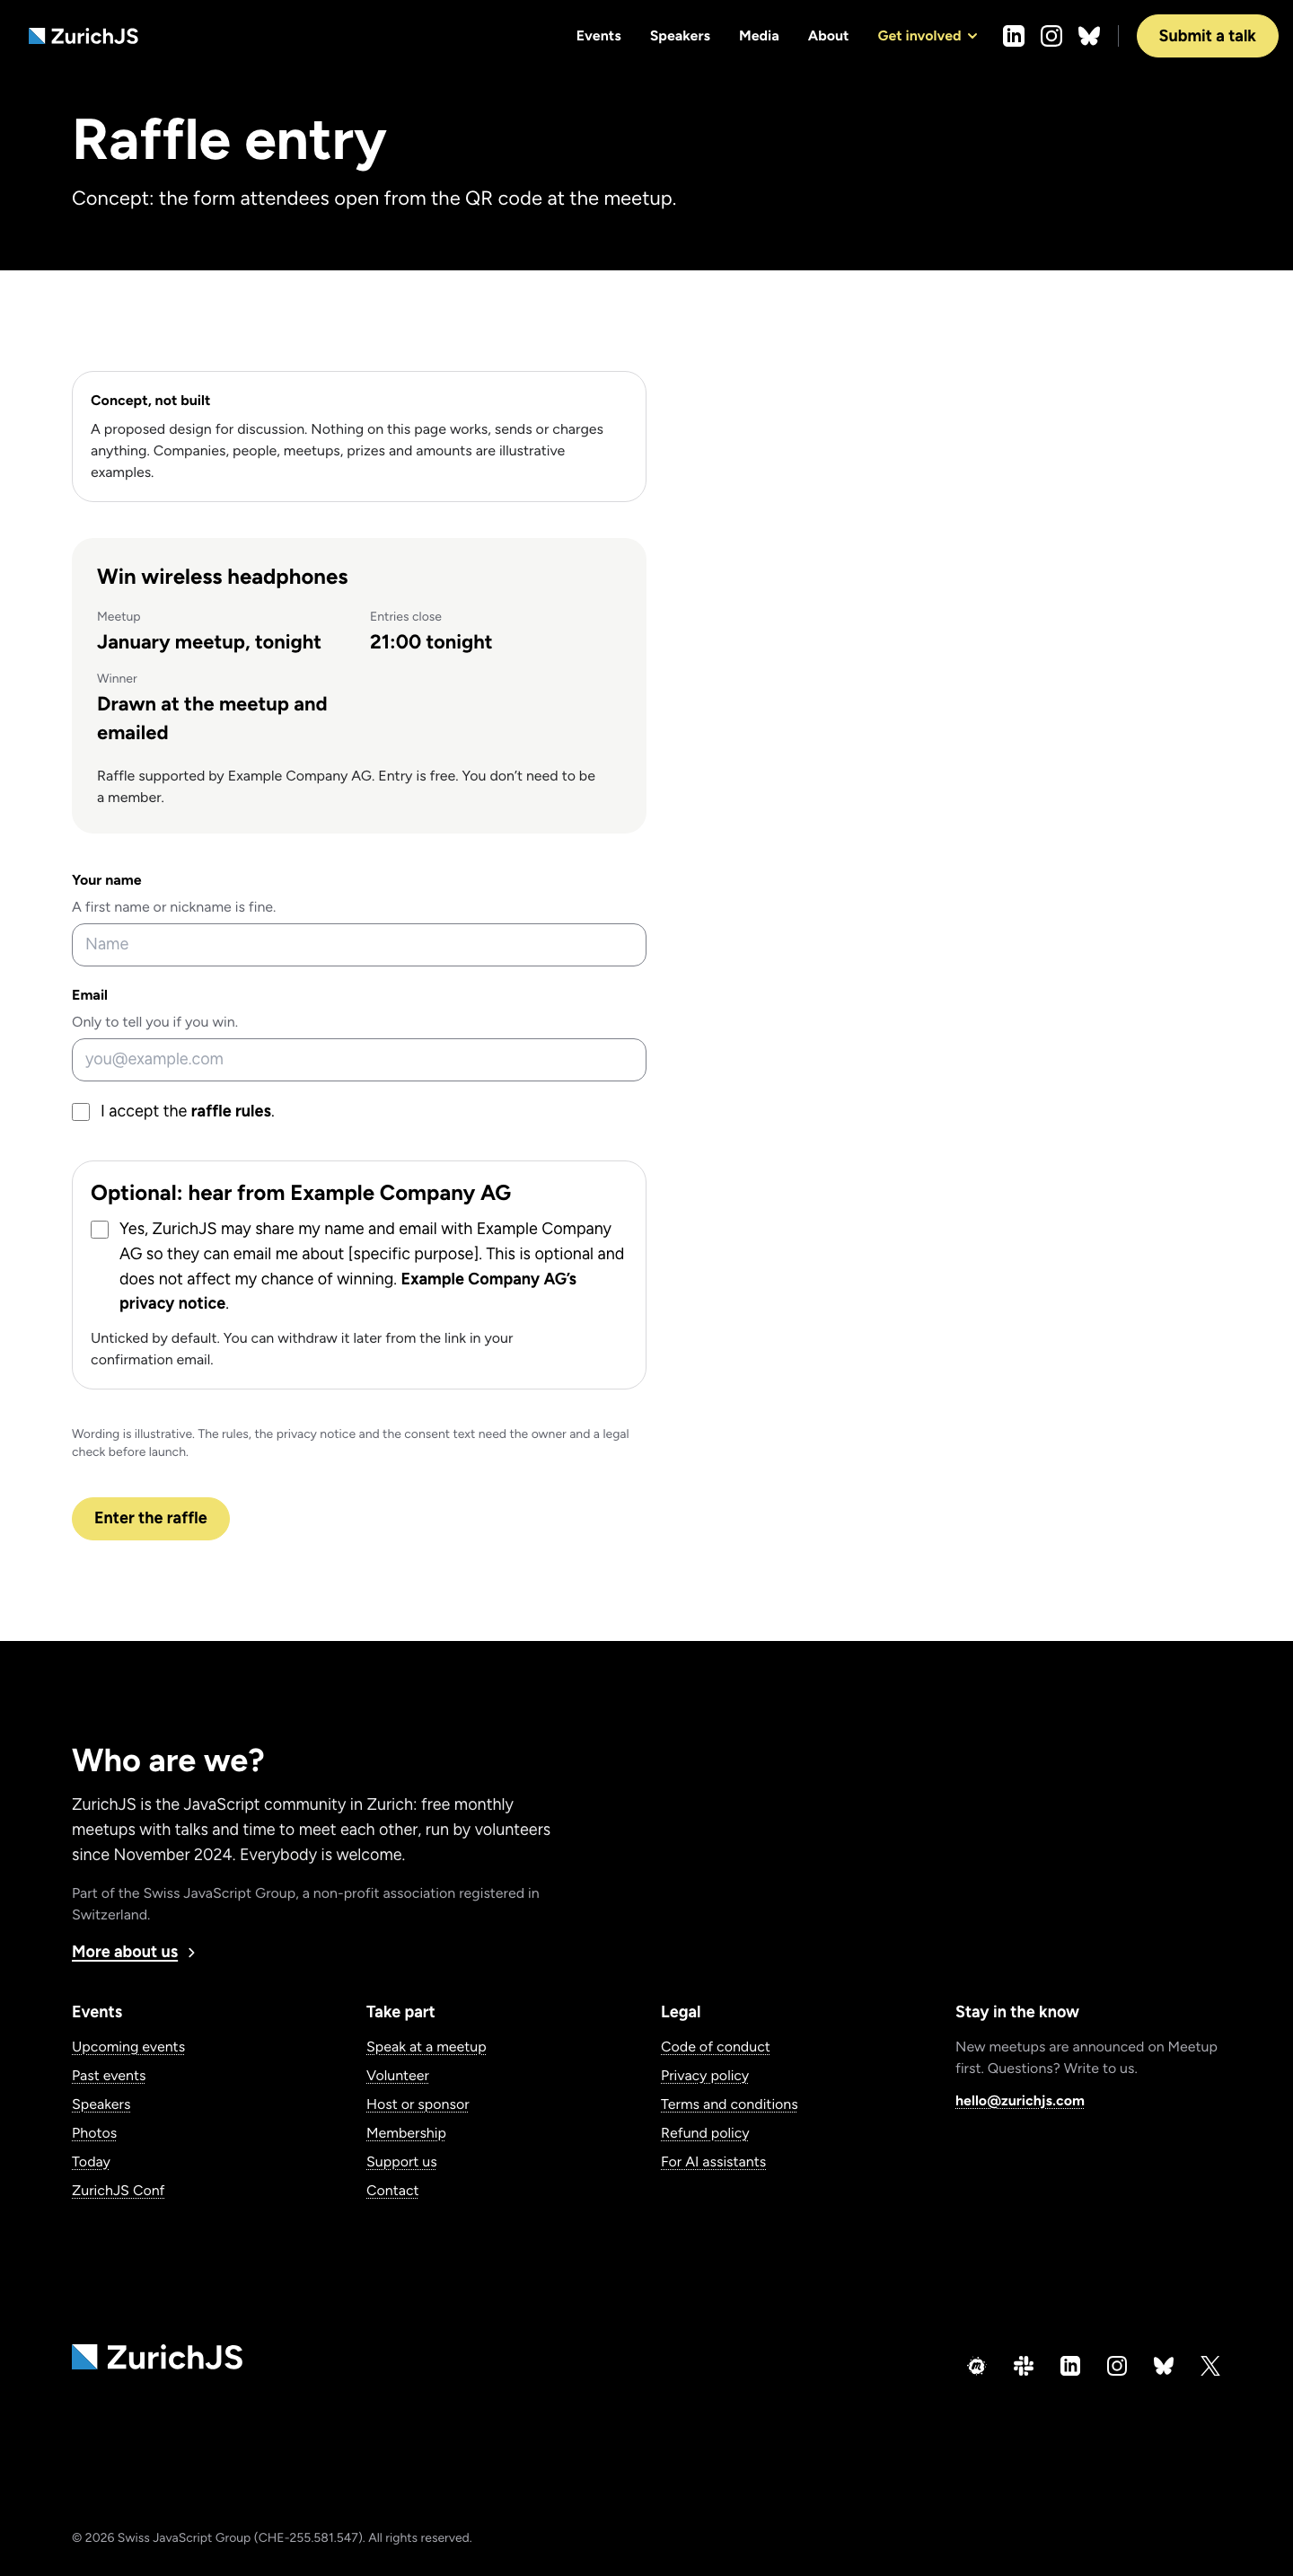 ZurichJS
Events Speakers Media About Get involved Submit a talk
Raffle entry
Concept: the form attendees open from the QR code at the meetup.
Concept, not built
A proposed design for discussion. Nothing on this page works, sends or charges
anything. Companies, people, meetups, prizes and amounts are illustrative
examples.
Win wireless headphones
Meetup
January meetup, tonight
Entries close
21:00 tonight
Winner
Drawn at the meetup and
emailed
Raffle supported by Example Company AG. Entry is free. You don’t need to be
a member.
Your name
A first name or nickname is fine.
Name
Email
Only to tell you if you win.
you@example.com
I accept the raffle rules.
Optional: hear from Example Company AG
Yes, ZurichJS may share my name and email with Example Company
AG so they can email me about [specific purpose]. This is optional and
does not affect my chance of winning. Example Company AG’s
privacy notice.
Unticked by default. You can withdraw it later from the link in your
confirmation email.
Wording is illustrative. The rules, the privacy notice and the consent text need the owner and a legal
check before launch.
Enter the raffle
Who are we?
ZurichJS is the JavaScript community in Zurich: free monthly
meetups with talks and time to meet each other, run by volunteers
since November 2024. Everybody is welcome.
Part of the Swiss JavaScript Group, a non-profit association registered in
Switzerland.
More about us
Events
Upcoming events
Past events
Speakers
Photos
Today
ZurichJS Conf
Take part
Speak at a meetup
Volunteer
Host or sponsor
Membership
Support us
Contact
Legal
Code of conduct
Privacy policy
Terms and conditions
Refund policy
For AI assistants
Stay in the know
New meetups are announced on Meetup
first. Questions? Write to us.
hello@zurichjs.com
ZurichJS
© 2026 Swiss JavaScript Group (CHE-255.581.547). All rights reserved.